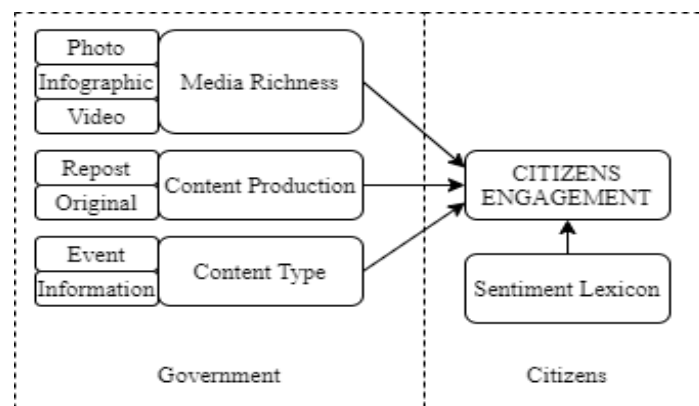 Photo
Infographic
Video
Media Richness
Repost
Original
Content Production
Event
Information
Content Type
Government
CITIZENS
ENGAGEMENT
Sentiment Lexicon
Citizens